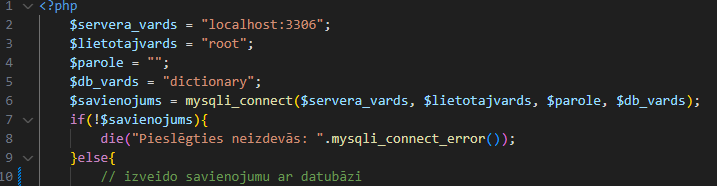 1 <?php
2 $servera_vards = "localhost:3306";
3 $lietotajvards = "root";
4 $parole = "";
5 $db_vards = "dictionary";
6 $savienojums = mysqli_connect($servera_vards, $lietotajvards, $parole, $db_vards);
7 if(!$savienojums){
8 die("Pieslēgties neizdevās: ".mysqli_connect_error());
9 }else{
10 // izveido savienojumu ar datubāzi